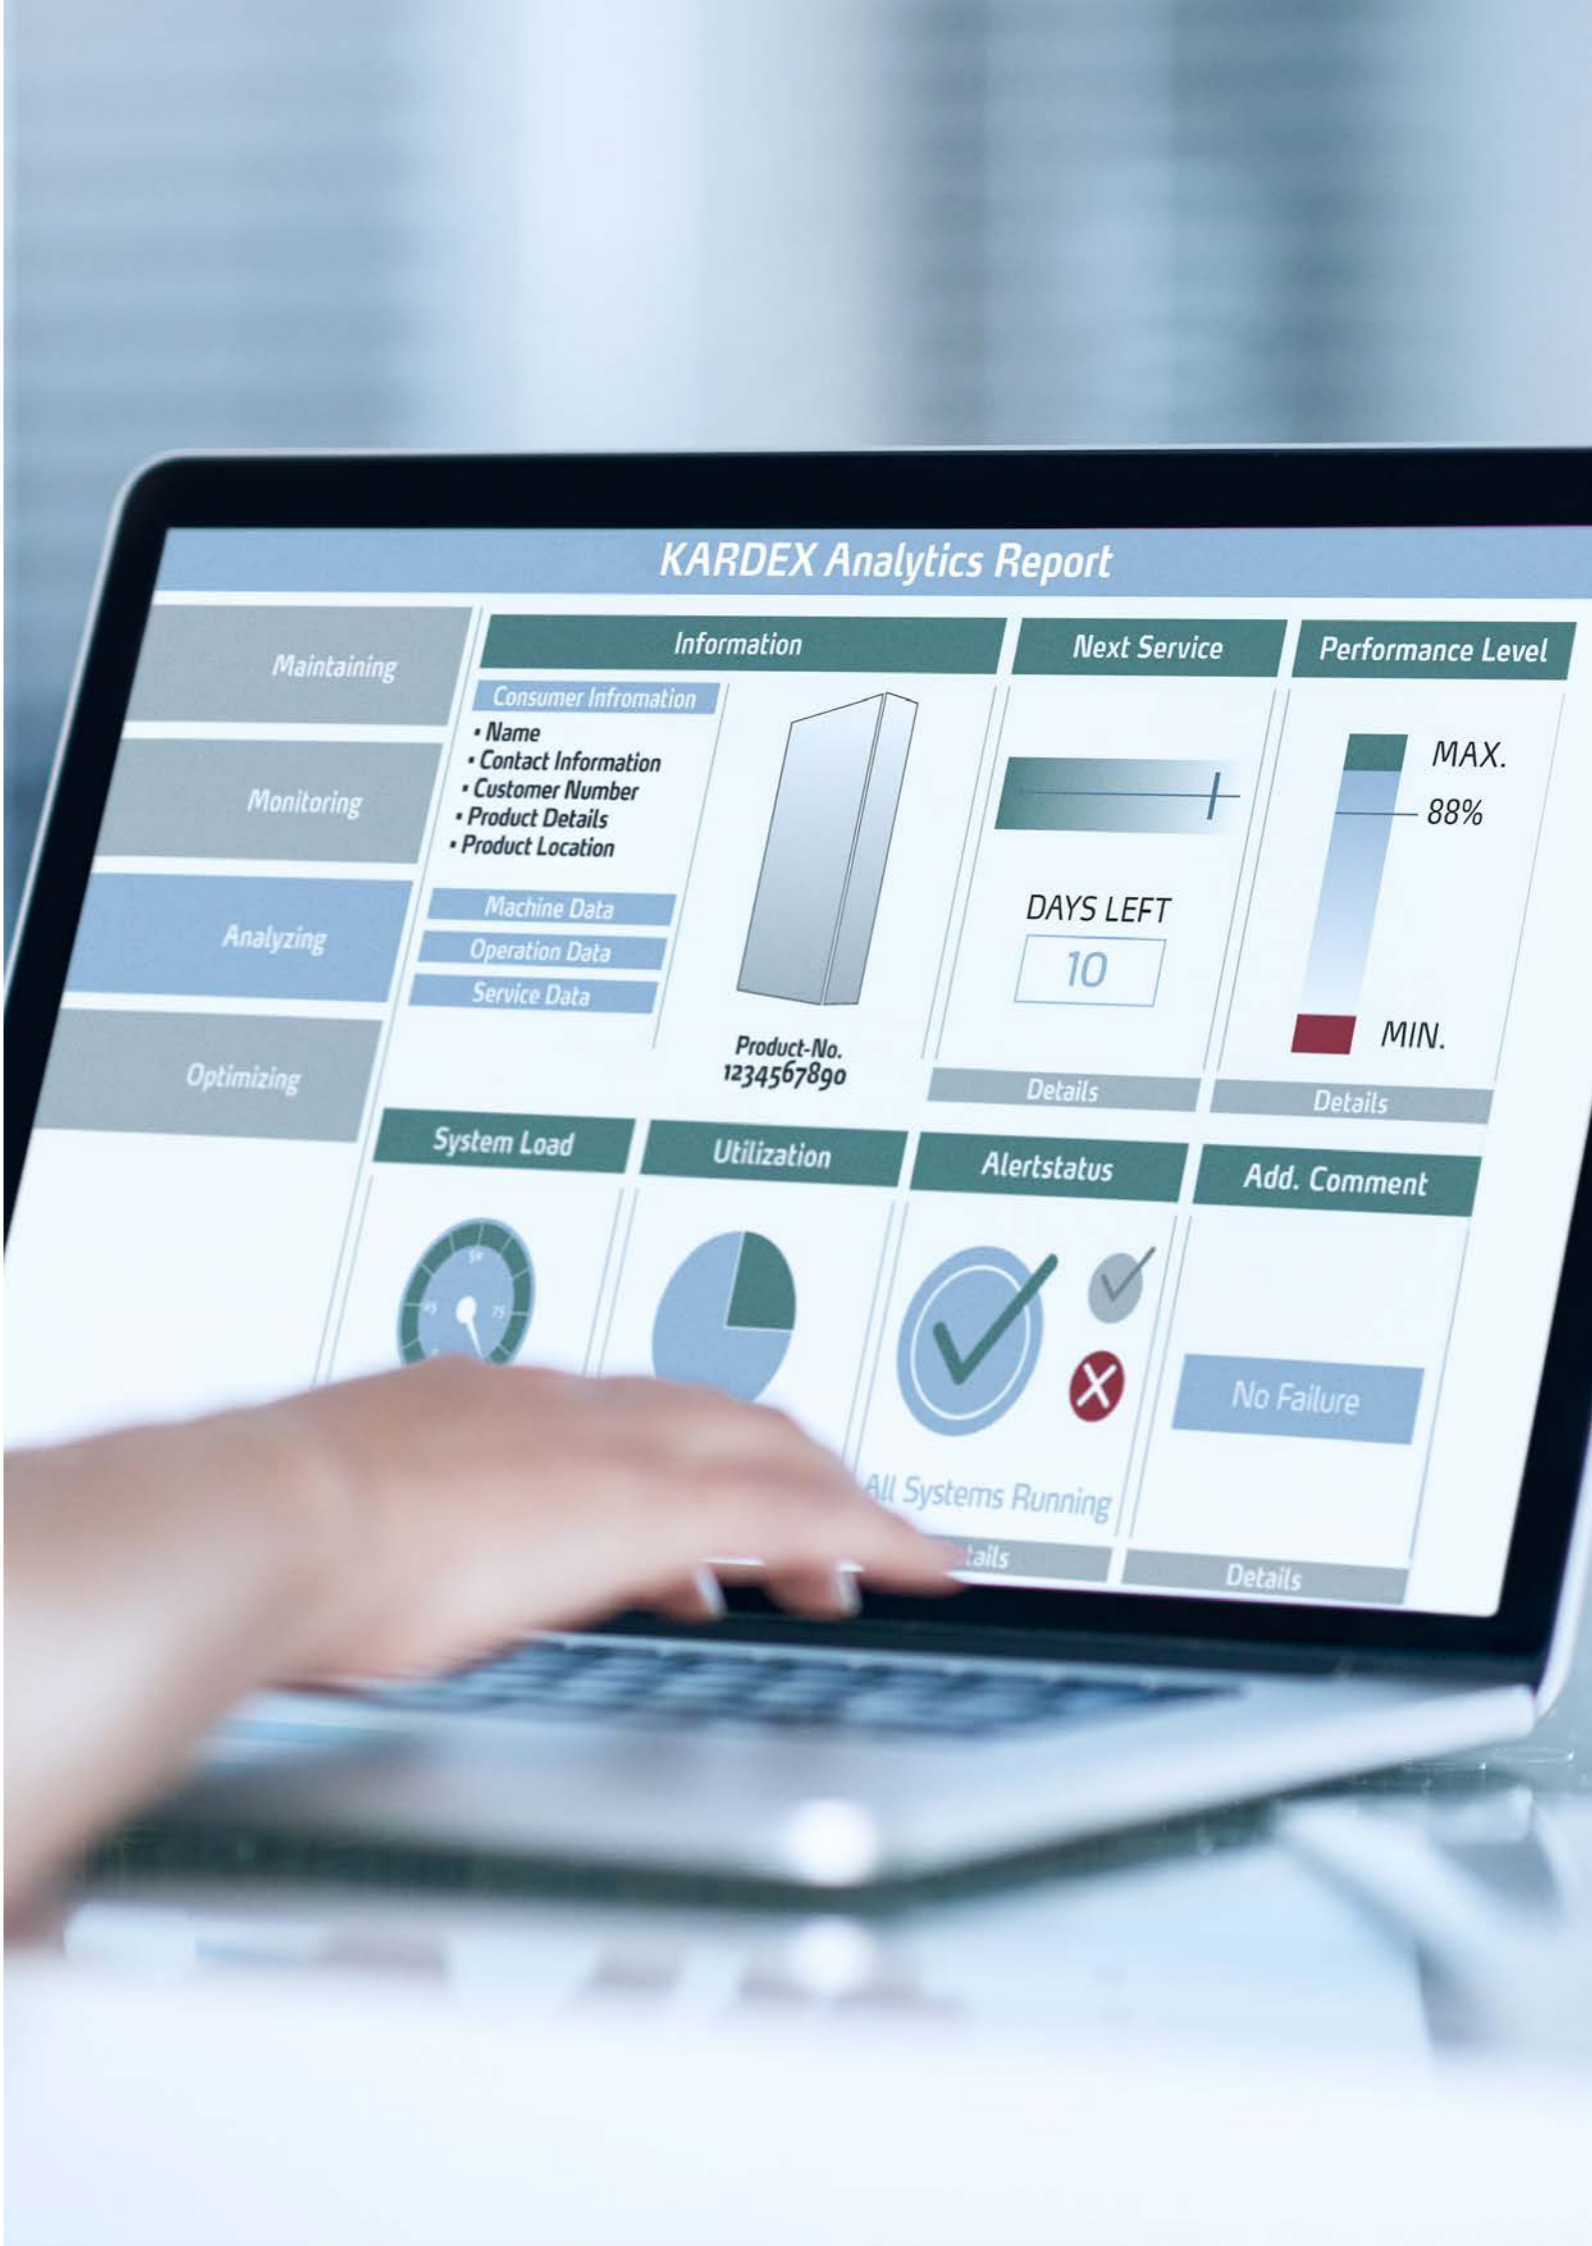 KARDEX Analytics Report
Maintaining
Monitoring
Analyzing
Optimizing
Information
Consumer Infromation
▪ Name
▪ Contact Information
▪ Customer Number
▪ Product Details
▪ Product Location
Machine Data
Operation Data
Service Data
Product-No.
1234567890
Next Service
DAYS LEFT
10
Details
Performance Level
MAX.
88%
MIN.
Details
System Load
75
Utilization
Alertstatus
All Systems Running
tails
Add. Comment
No Failure
Details